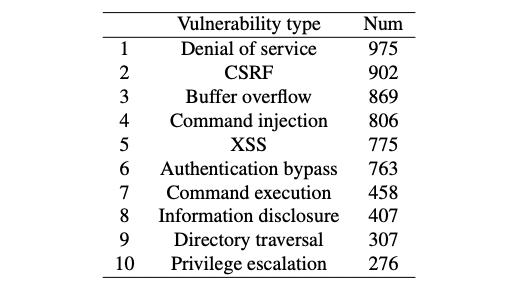 Vulnerability type Num
1 Denial of service 975
2 CSRF 902
3 Buffer overflow 869
4 Command injection 806
5 XSS 775
6 Authentication bypass 763
7 Command execution 458
8 Information disclosure 407
9 Directory traversal 307
10 Privilege escalation 276